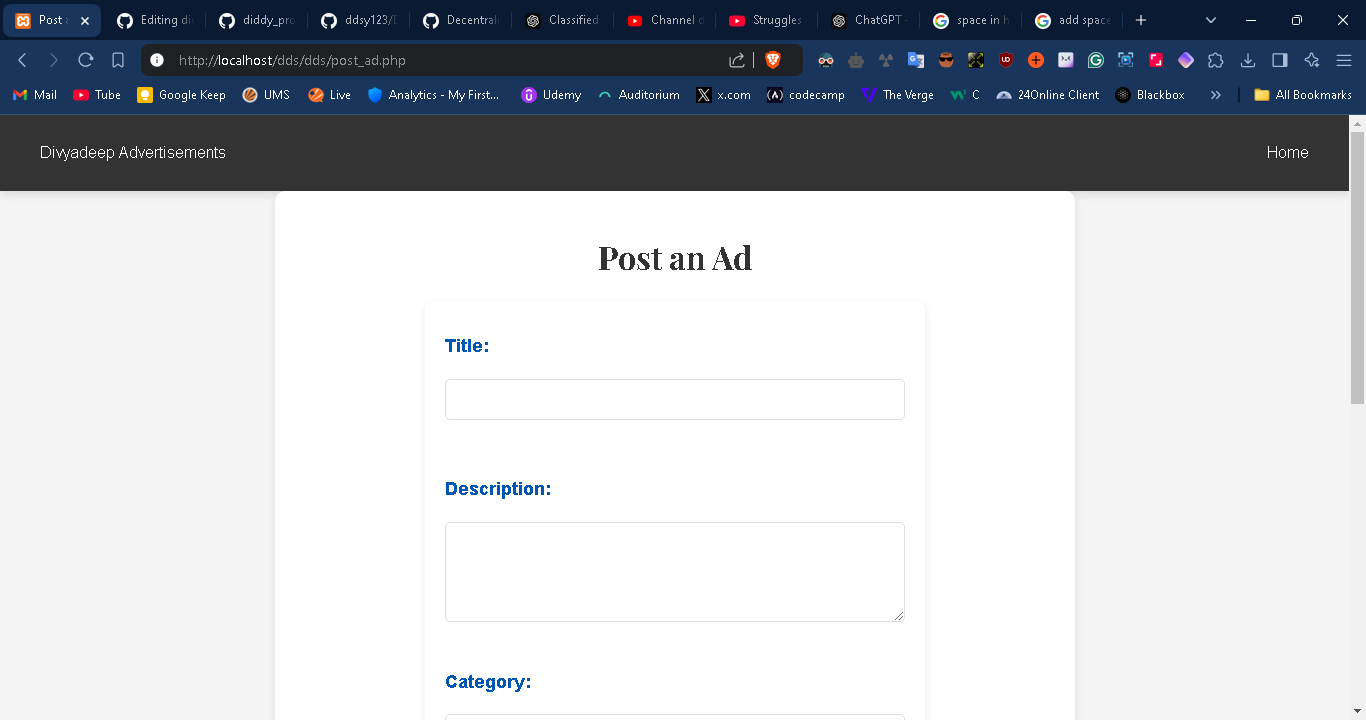 Post
Editing di
diddy_pro
ddsy123/
Decentrali
Classified
Channel d
Struggles
ChatGPT
space in h
add space
http://localhost/dds/dds/post_ad.php
Mail
Tube
Google Keep
UMS
Live
Analytics - My First...
Udemy
Auditorium
x.com
codecamp
The Verge
C
24Online Client
Blackbox
All Bookmarks
Divyadeep Advertisements
Home
Post an Ad
Title:
Description:
Category: